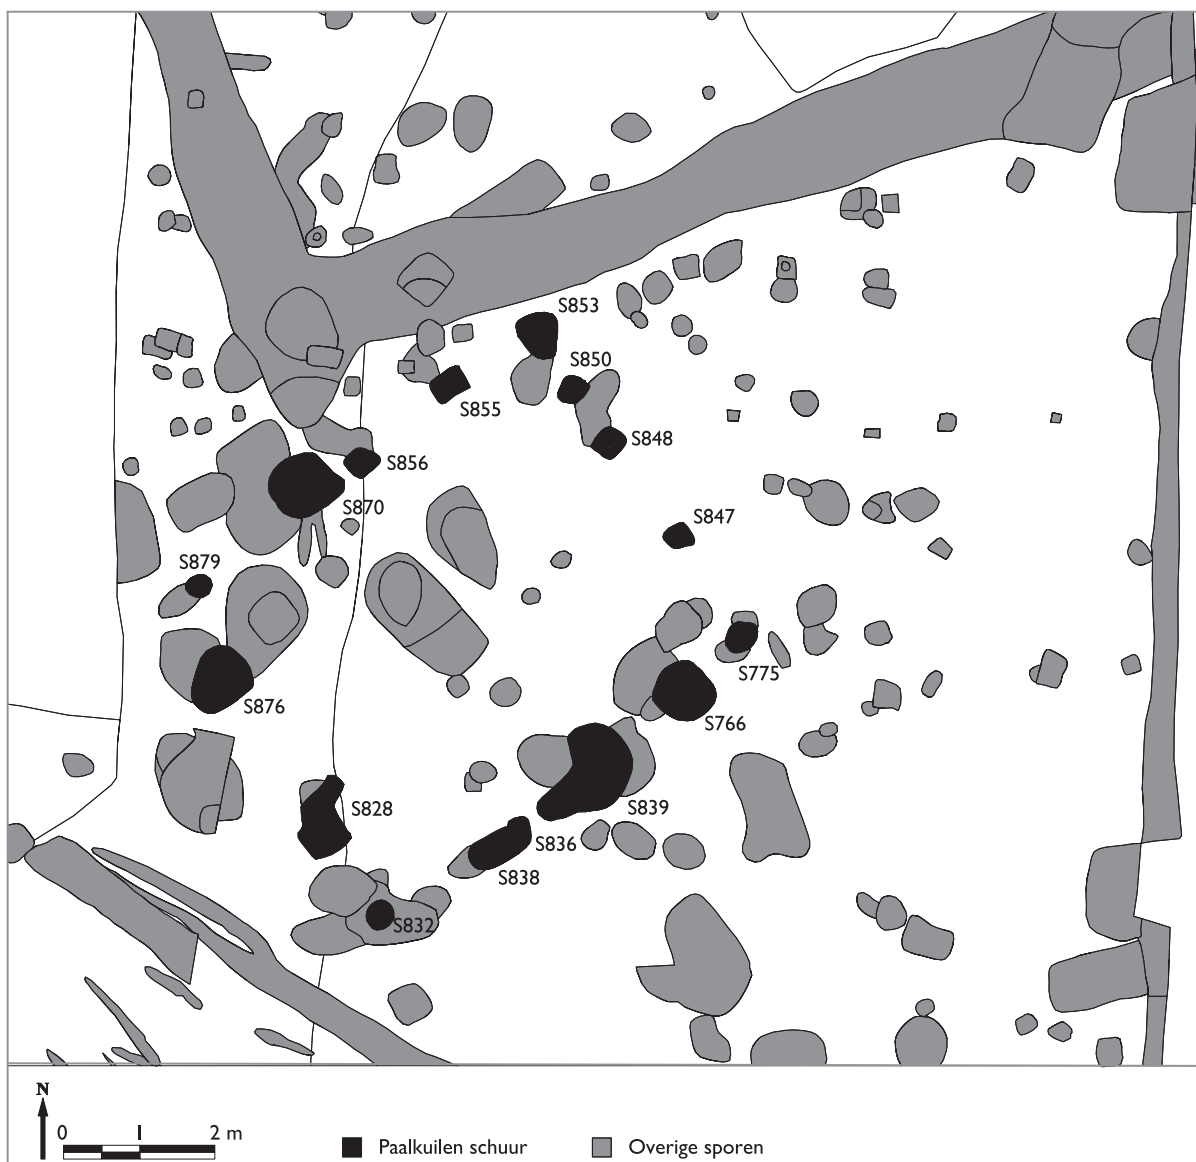 S853
S850
S855
S848
S856
S870
S847
S879
S775
S876
S766
S828
S839
S836
S838
S832
N
0 1 2 m
Paalkuilen schuur
Overige sporen